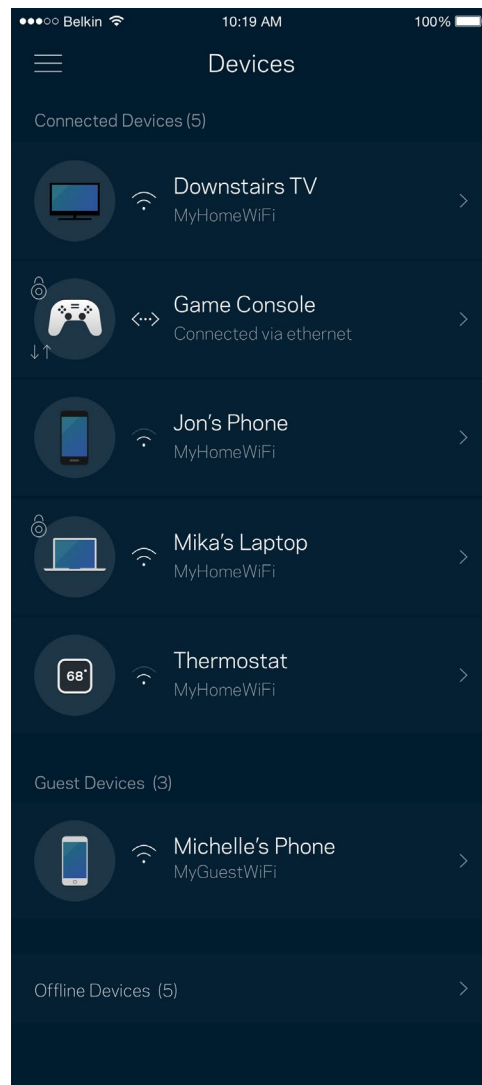 Belkin 10:19 AM 100%
Devices
Connected Devices (5)
Downstairs TV
MyHomeWiFi
Game Console
Connected via ethernet
Jon's Phone
MyHomeWiFi
Mika's Laptop
MyHomeWiFi
68°
Thermostat
MyHomeWiFi
Guest Devices (3)
Michelle's Phone
MyGuestWiFi
Offline Devices (5)